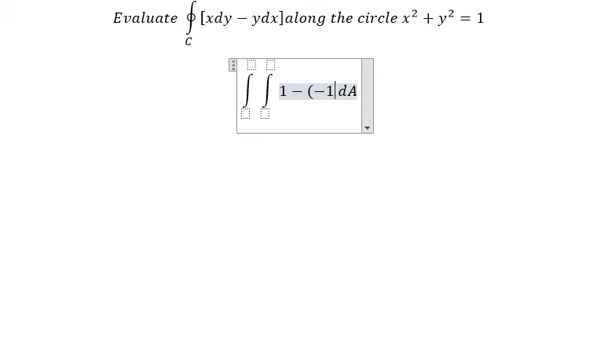 Evaluate ∮_C [xdy − ydx]along the circle x² + y² = 1
∫ ∫ 1 − (−1 dA